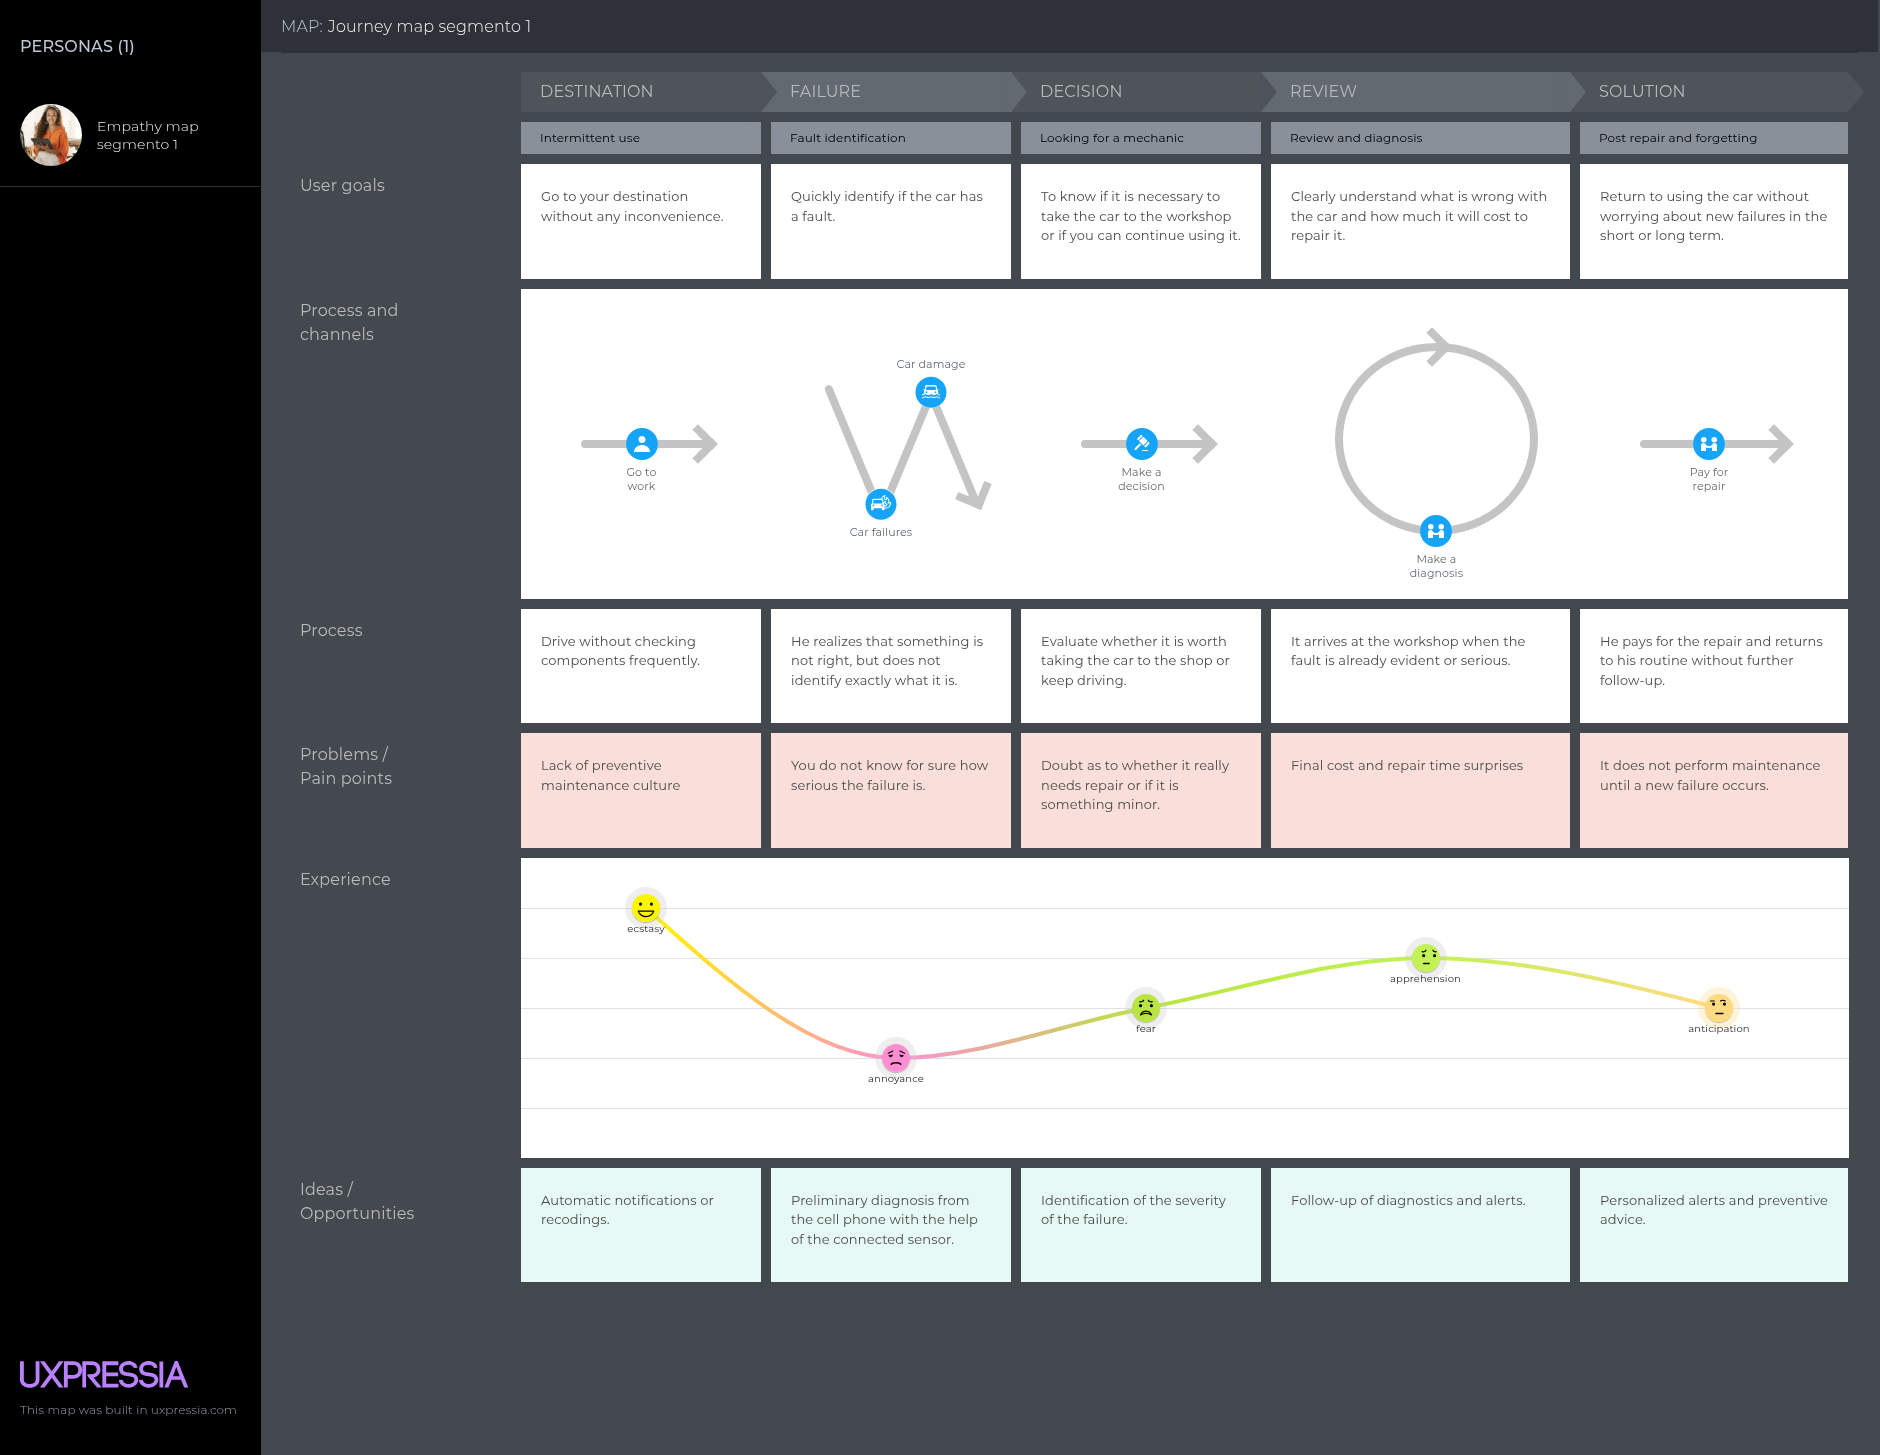 PERSONAS (1)
Empathy map
segmento 1
MAP: Journey map segmento 1
DESTINATION
FAILURE
DECISION
REVIEW
SOLUTION
Intermittent use
Fault identification
Looking for a mechanic
Review and diagnosis
Post repair and forgetting
User goals
Go to your destination
without any inconvenience.
Quickly identify if the car has
a fault.
To know if it is necessary to
take the car to the workshop
or if you can continue using it.
Clearly understand what is wrong with
the car and how much it will cost to
repair it.
Return to using the car without
worrying about new failures in the
short or long term.
Process and
channels
Go to
work
Car damage
Car failures
Make a
decision
Make a
diagnosis
Pay for
repair
Process
Drive without checking
components frequently.
He realizes that something is
not right, but does not
identify exactly what it is.
Evaluate whether it is worth
taking the car to the shop or
keep driving.
It arrives at the workshop when the
fault is already evident or serious.
He pays for the repair and returns
to his routine without further
follow-up.
Problems /
Pain points
Lack of preventive
maintenance culture
You do not know for sure how
serious the failure is.
Doubt as to whether it really
needs repair or if it is
something minor.
Final cost and repair time surprises
It does not perform maintenance
until a new failure occurs.
Experience
ecstasy
annoyance
fear
apprehension
anticipation
Ideas /
Opportunities
Automatic notifications or
recodings.
Preliminary diagnosis from
the cell phone with the help
of the connected sensor.
Identification of the severity
of the failure.
Follow-up of diagnostics and alerts.
Personalized alerts and preventive
advice.
UXPRESSIA
This map was built in uxpressia.com